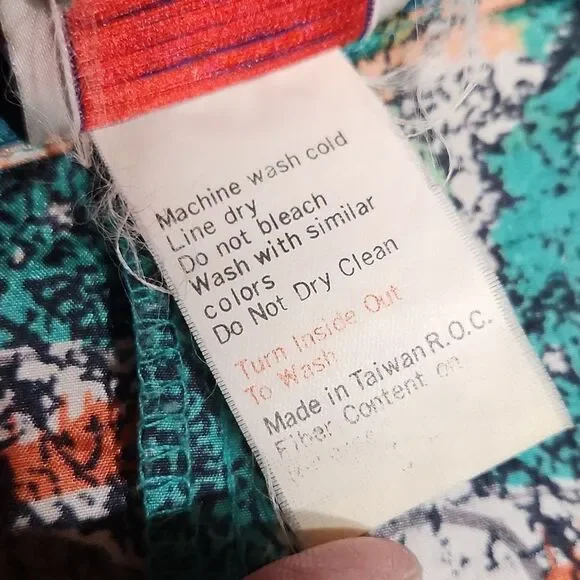 Machine wash cold
Line dry
Do not bleach
Wash with similar
colors
Do Not Dry Clean
Turn Inside Out
To Wash
Made in Taiwan R.O.C.
Fiber Content on